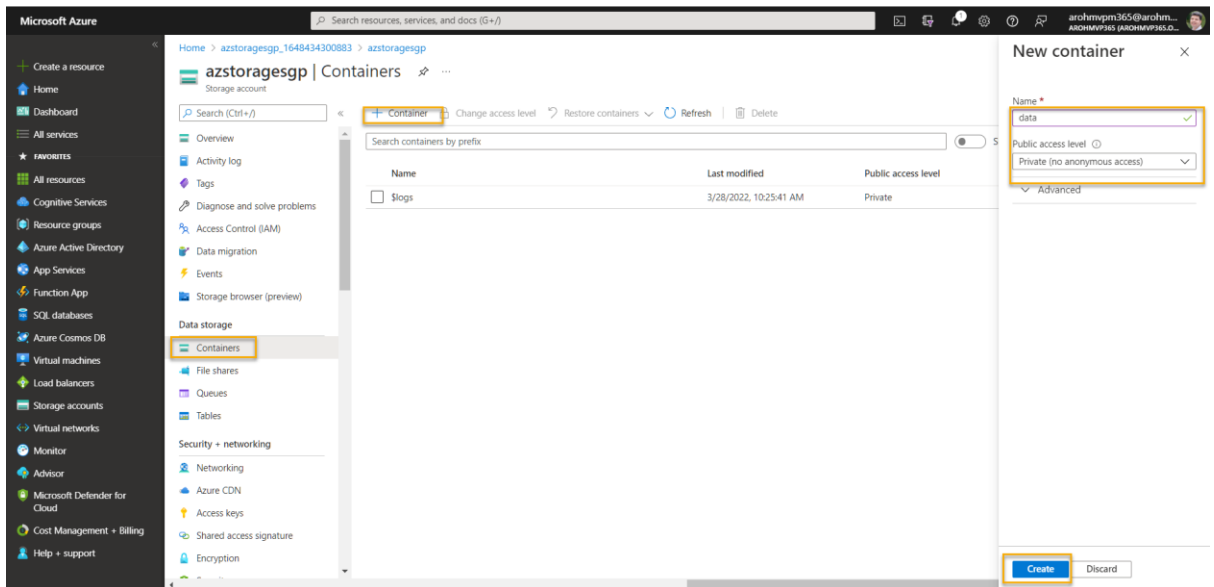 Microsoft Azure
Search resources, services, and docs (G+/)
arohmvpm365@arohm...
AROHMVP365 (AROHMVP365.O...
Create a resource
Home
Dashboard
All services
FAVORITES
All resources
Cognitive Services
Resource groups
Azure Active Directory
App Services
Function App
SQL databases
Azure Cosmos DB
Virtual machines
Load balancers
Storage accounts
Virtual networks
Monitor
Advisor
Microsoft Defender for
Cloud
Cost Management + Billing
Help + support
Home > azstoragesgp_1648434300883 > azstoragesgp
azstoragesgp | Containers ...
Storage account
Search (Ctrl+/)
Overview
Activity log
Tags
Diagnose and solve problems
Access Control (IAM)
Data migration
Events
Storage browser (preview)
Data storage
Containers
File shares
Queues
Tables
Security + networking
Networking
Azure CDN
Access keys
Shared access signature
Encryption
+ Container Change access level Restore containers Refresh Delete
Search containers by prefix
Name Last modified Public access level
$logs 3/28/2022, 10:25:41 AM Private
New container
Name *
data
Public access level
Private (no anonymous access)
Advanced
Create Discard